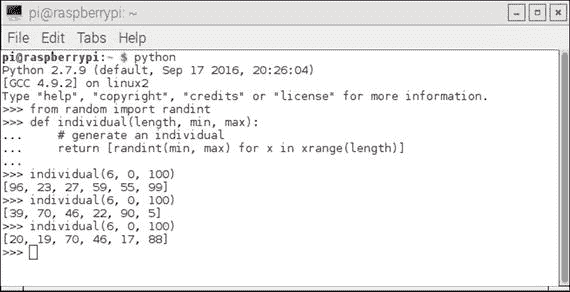 pi@raspberrypi: ~
File Edit Tabs Help
pi@raspberrypi:~ $ python
Python 2.7.9 (default, Sep 17 2016, 20:26:04)
[GCC 4.9.2] on linux2
Type "help", "copyright", "credits" or "license" for more information.
>>> from random import randint
>>> def individual(length, min, max):
...     # generate an individual
...     return [randint(min, max) for x in xrange(length)]
...
>>> individual(6, 0, 100)
[96, 23, 27, 59, 55, 99]
>>> individual(6, 0, 100)
[39, 70, 46, 22, 90, 5]
>>> individual(6, 0, 100)
[20, 19, 70, 46, 17, 88]
>>>